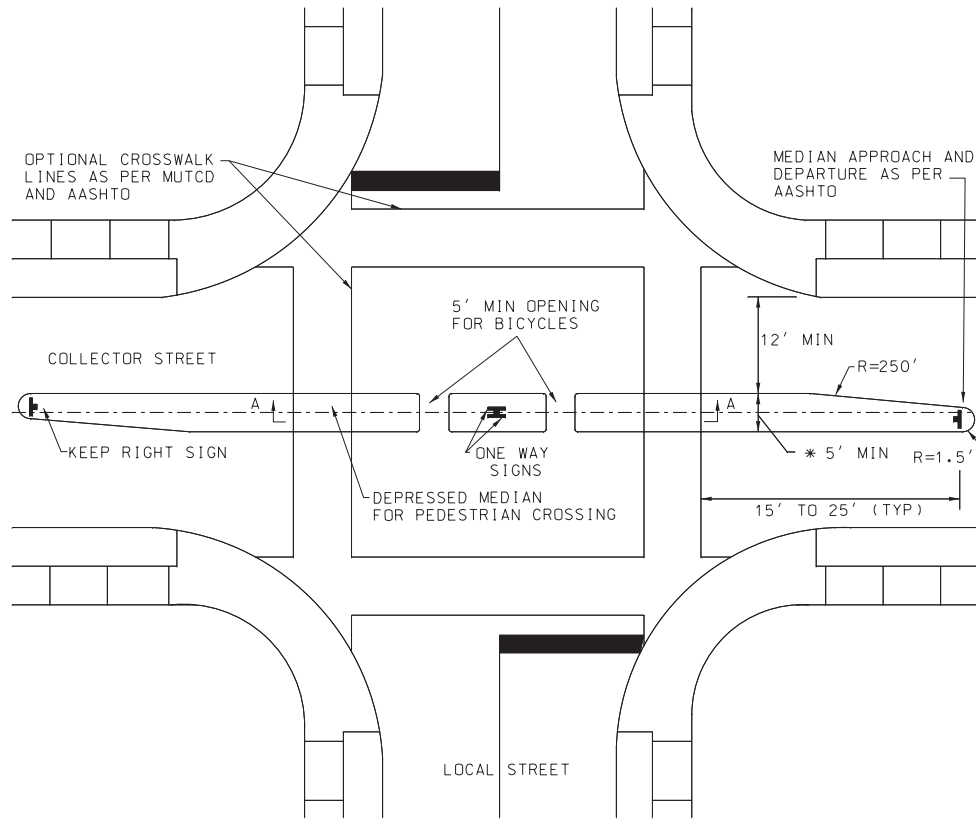 OPTIONAL CROSSWALK
LINES AS PER MUTCD
AND AASHTO
MEDIAN APPROACH AND
DEPARTURE AS PER
AASHTO
5' MIN OPENING
FOR BICYCLES
12' MIN
COLLECTOR STREET
R=250'
A
A
KEEP RIGHT SIGN
ONE WAY
SIGNS
* 5' MIN
R=1.5'
DEPRESSED MEDIAN
FOR PEDESTRIAN CROSSING
15' TO 25' (TYP)
LOCAL STREET